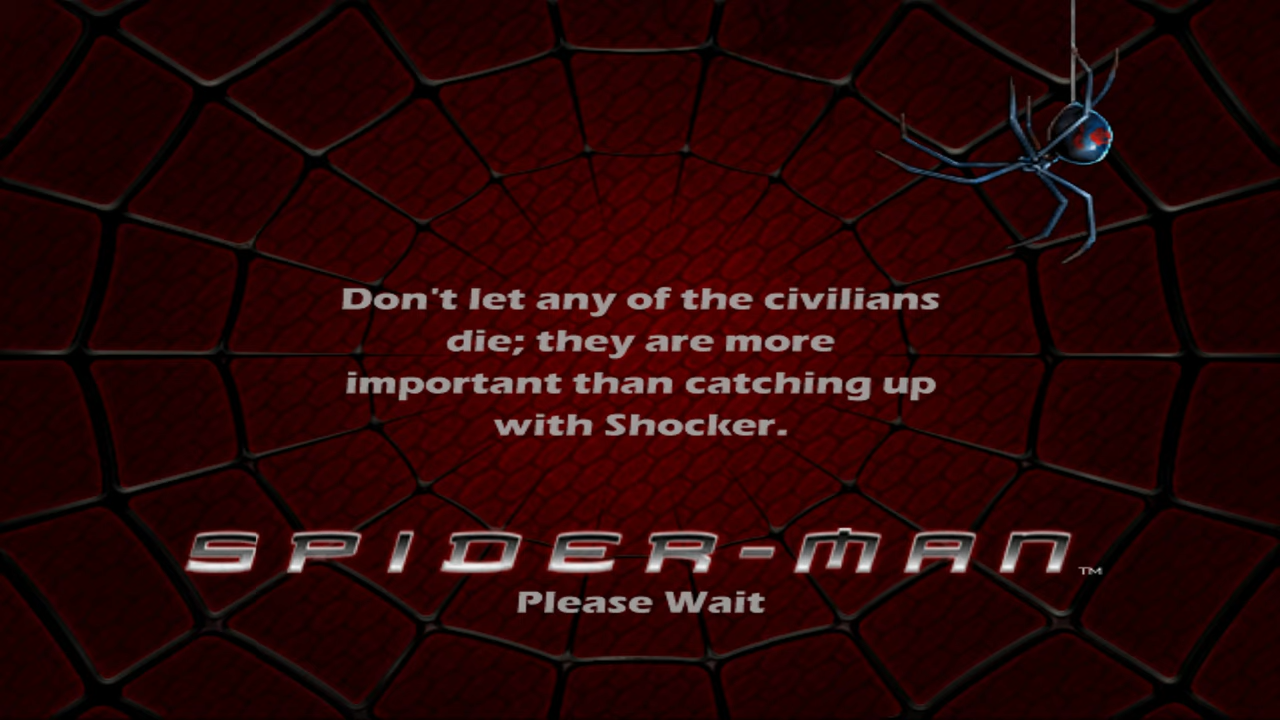 Don't let any of the civilians
die; they are more
important than catching up
with Shocker.
SPIDER-MAN™
Please Wait